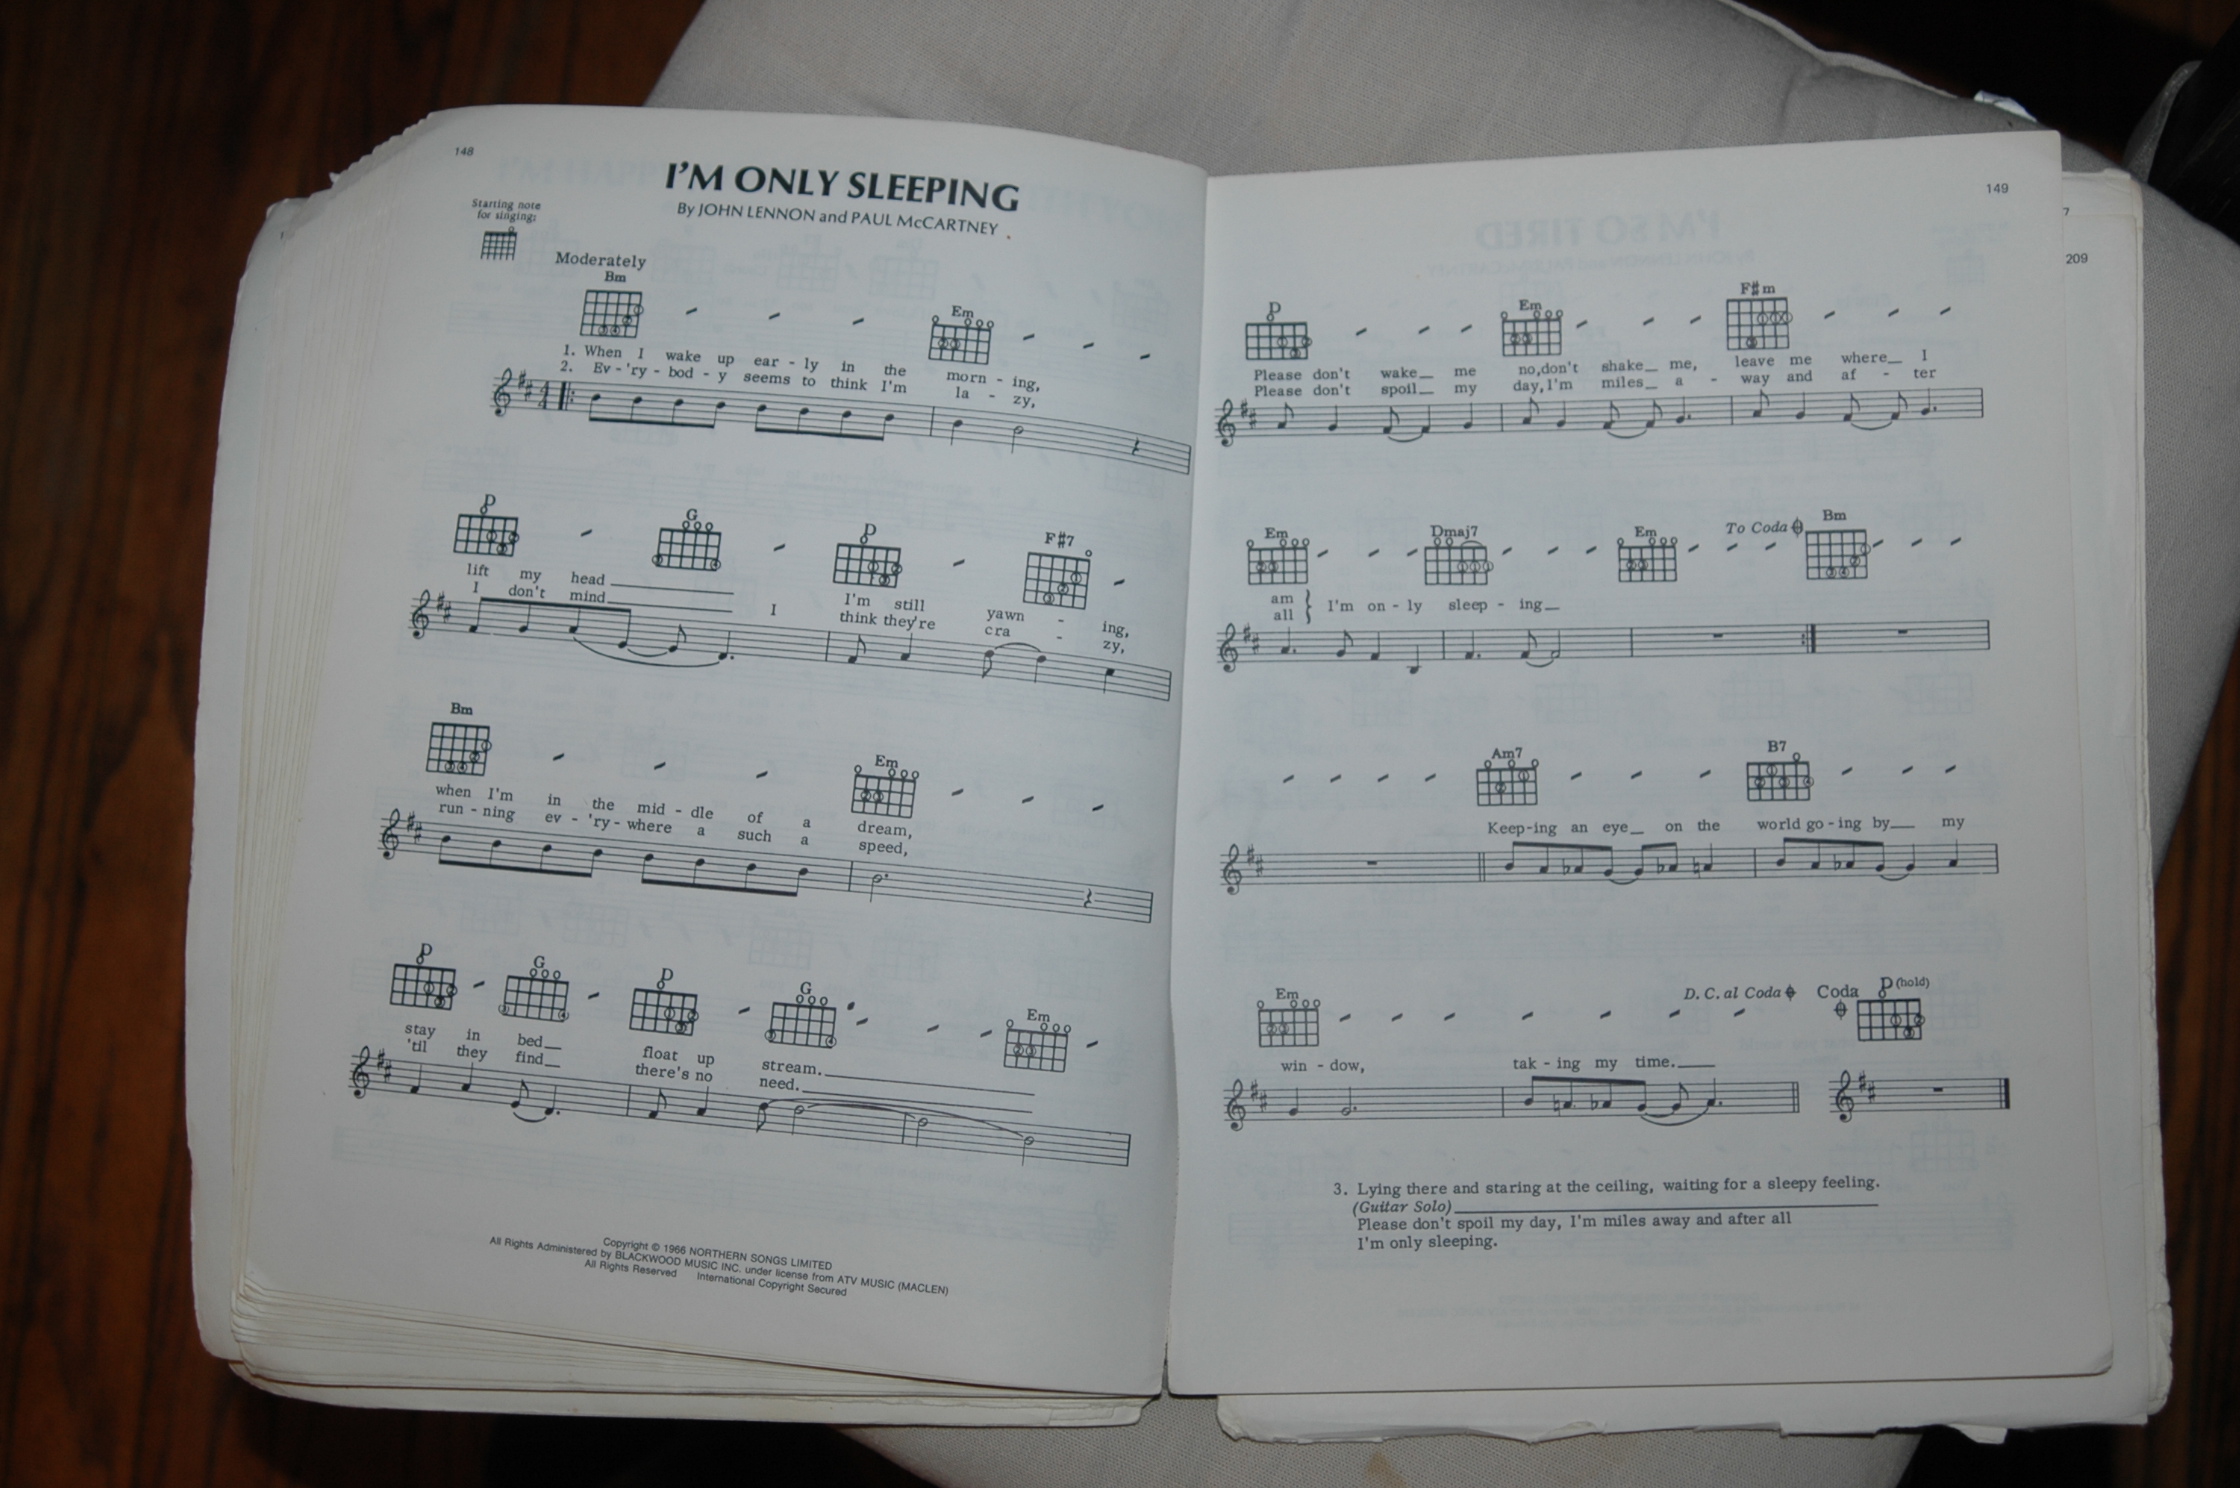 148
Starting note
for singing:
I'M ONLY SLEEPING
By JOHN LENNON and PAUL McCARTNEY
Moderately
Bm Em
1. When I wake up ear - ly in the morn - ing,
2. Ev - 'ry - bod - y seems to think I'm la - zy,
D G D F#7
lift my head I I'm still yawn - ing,
I don't mind think they're cra - zy,
Bm Em
when I'm in the mid - dle of a dream,
run - ning ev - 'ry - where a such a speed,
D G D G Em
stay in bed float up stream.
'til they find there's no need.
Copyright © 1966 NORTHERN SONGS LIMITED
All Rights Administered by BLACKWOOD MUSIC INC. under license from ATV MUSIC (MACLEN)
All Rights Reserved International Copyright Secured
149
D Em F#m
Please don't wake me no, don't shake me, leave me where I
Please don't spoil my day, I'm miles a - way and af - ter
Em Dmaj7 Em To Coda Bm
am I'm on - ly sleep - ing
all
Am7 B7
Keep-ing an eye on the world go-ing by my
Em D. C. al Coda Coda D (hold)
win - dow, tak - ing my time.
3. Lying there and staring at the ceiling, waiting for a sleepy feeling.
(Guitar Solo)
Please don't spoil my day, I'm miles away and after all
I'm only sleeping.
7
209